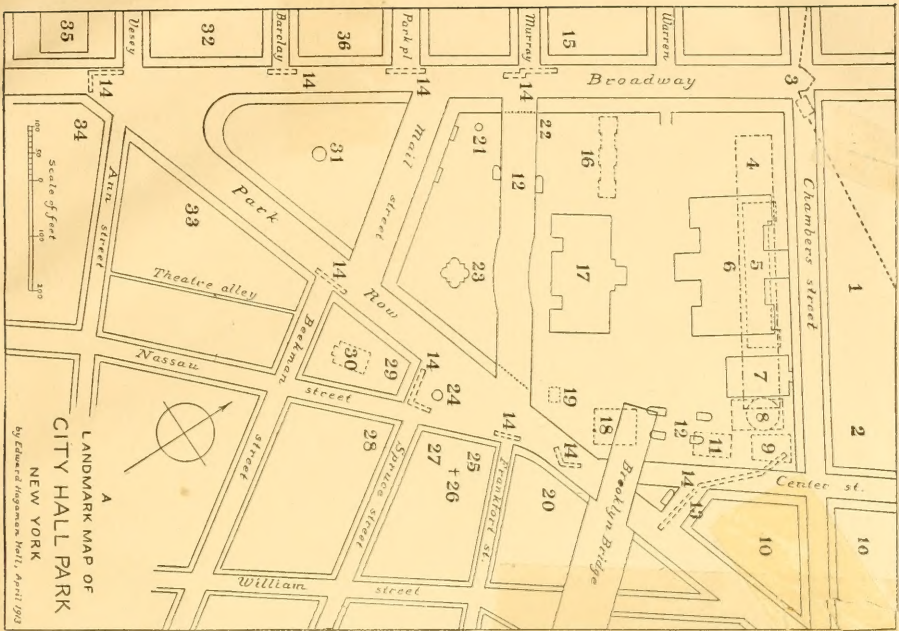 A
LANDMARK MAP OF
CITY HALL PARK
NEW YORK
by Edward Hagaman Hall, April 1913
Scale of feet
100 50 0 100 200
35
Vesey
32
Barclay
36
Park pl
Murray
15
Warren
14
14
14
14
Broadway
3
34
Ann street
33
Theatre alley
Nassau
31
Park Row
Mail street
21
12
22
16
4
5
6
Chambers street
1
23
17
7
8
2
14
Beekman street
30
29
14
24
19
18
12
11
9
Center st.
14
14
14
13
10
10
28
Spruce street
27
25
+26
Frankfort st.
20
Brooklyn Bridge
William street
street